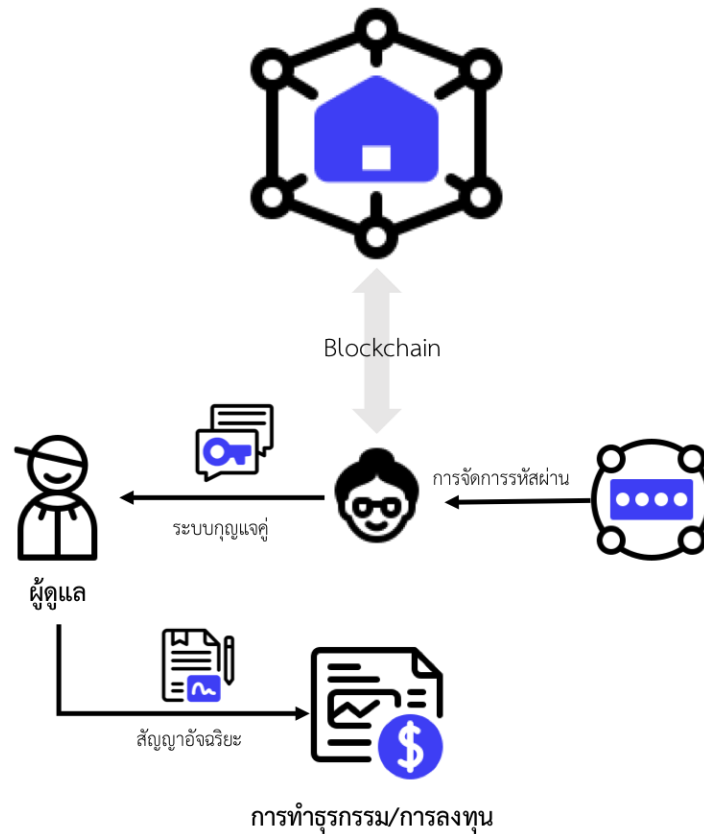 Blockchain
การจัดการรหัสผ่าน
ระบบกุญแจคู่
ผู้ดูแล
สัญญาอัจฉริยะ
การทำธุรกรรม/การลงทุน